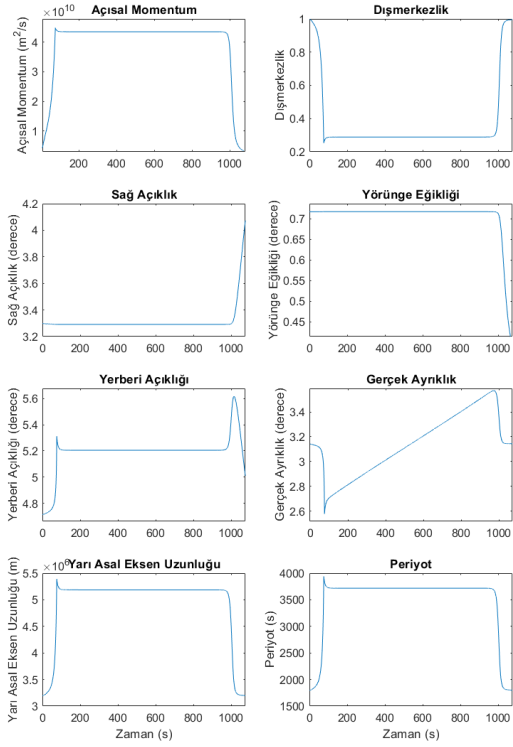 Açısal Momentum
×10^10
Açısal Momentum (m^2/s)
4
3
2
1
200 400 600 800 1000
Dışmerkezlik
Dışmerkezlik
1
0.8
0.6
0.4
0.2
0 200 400 600 800 1000
Sağ Açıklık
Sağ Açıklık (derece)
4.2
4
3.8
3.6
3.4
3.2
0 200 400 600 800 1000
Yörünge Eğikliği
Yörünge Eğikliği (derece)
0.7
0.65
0.6
0.55
0.5
0.45
0 200 400 600 800 1000
Yerberi Açıklığı
Yerberi Açıklığı (derece)
5.6
5.4
5.2
5
4.8
0 200 400 600 800 1000
Gerçek Ayrıklık
Gerçek Ayrıklık (derece)
3.4
3.2
3
2.8
2.6
0 200 400 600 800 1000
×10^6
Yarı Asal Eksen Uzunluğu
Yarı Asal Eksen Uzunluğu (m)
5.5
5
4.5
4
3.5
3
0 200 400 600 800 1000
Zaman (s)
Periyot
Periyot (s)
4000
3500
3000
2500
2000
1500
0 200 400 600 800 1000
Zaman (s)